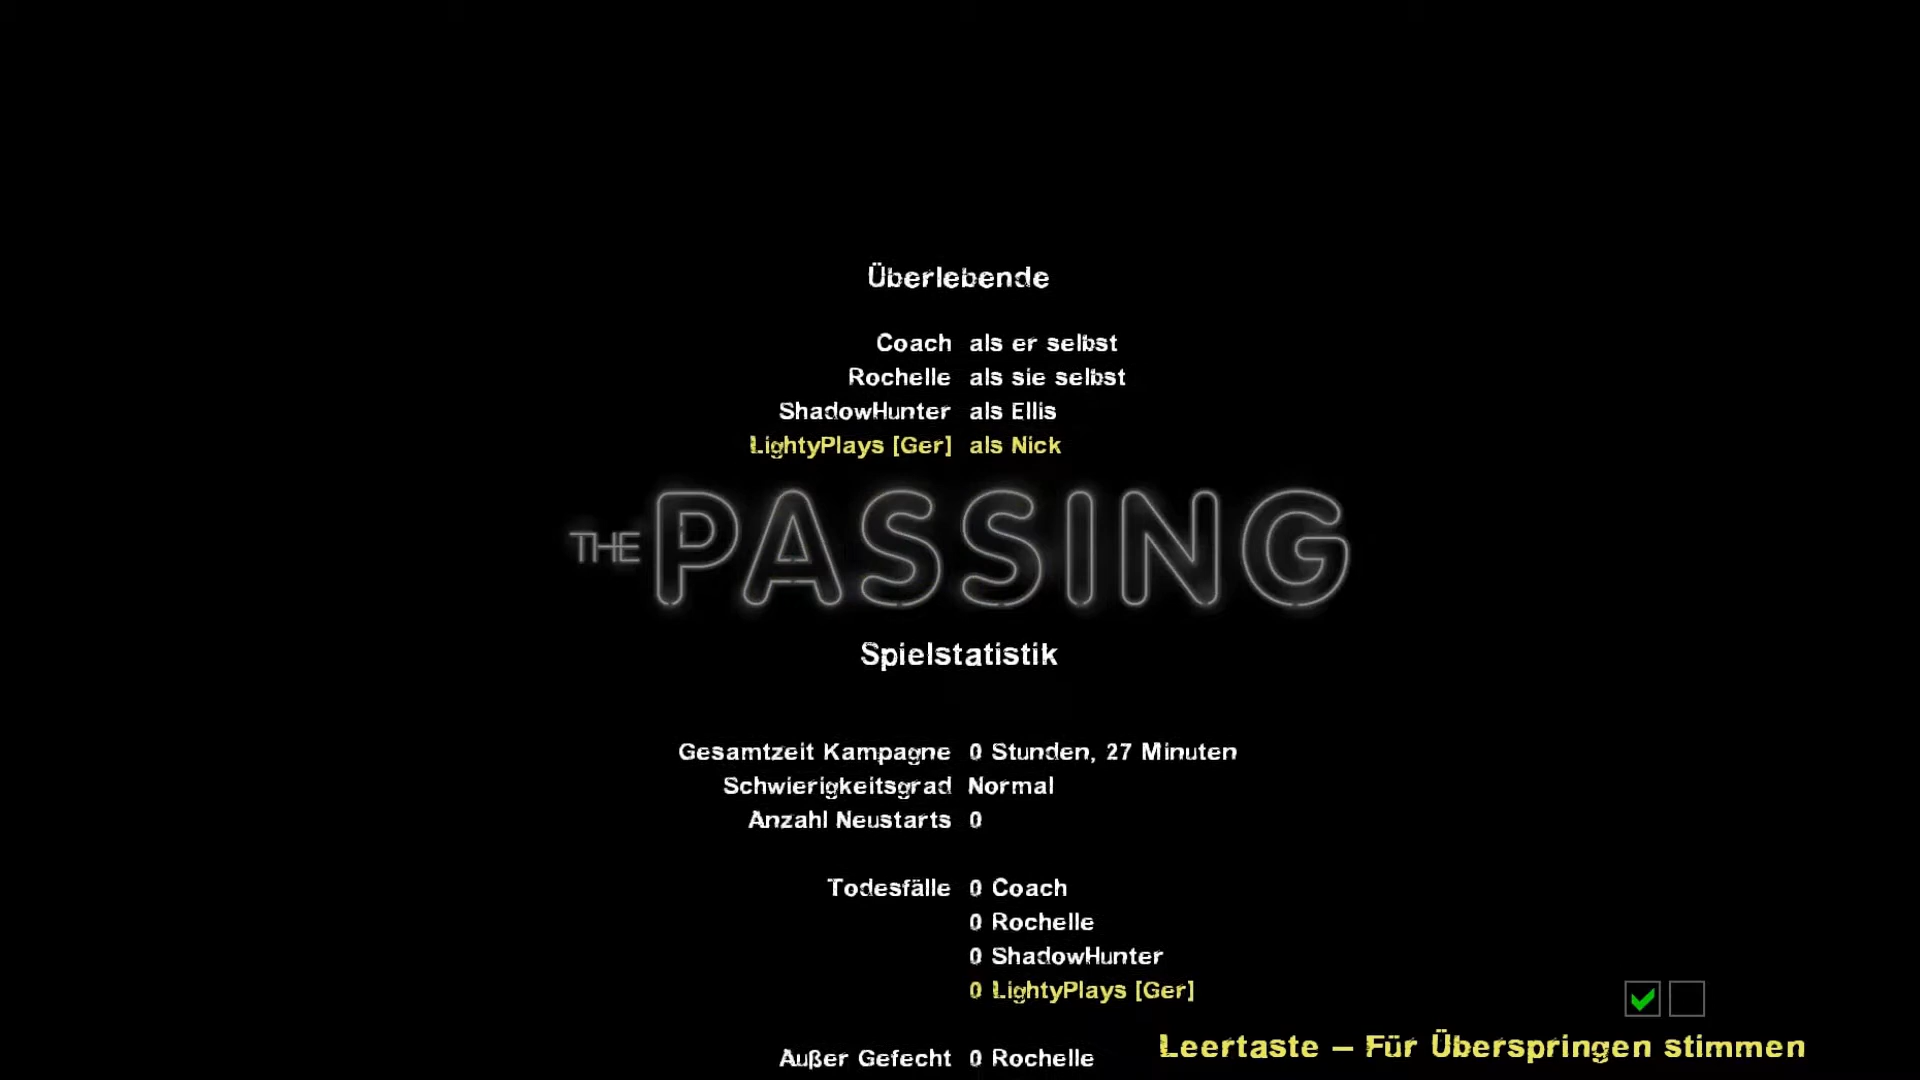 Überlebende
Coach als er selbst
Rochelle als sie selbst
ShadowHunter als Ellis
LightyPlays [Ger] als Nick
THE PASSING
Spielstatistik
Gesamtzeit Kampagne 0 Stunden, 27 Minuten
Schwierigkeitsgrad Normal
Anzahl Neustarts 0
Todesfälle 0 Coach
0 Rochelle
0 ShadowHunter
0 LightyPlays [Ger]
Außer Gefecht 0 Rochelle
Leertaste – Für Überspringen stimmen